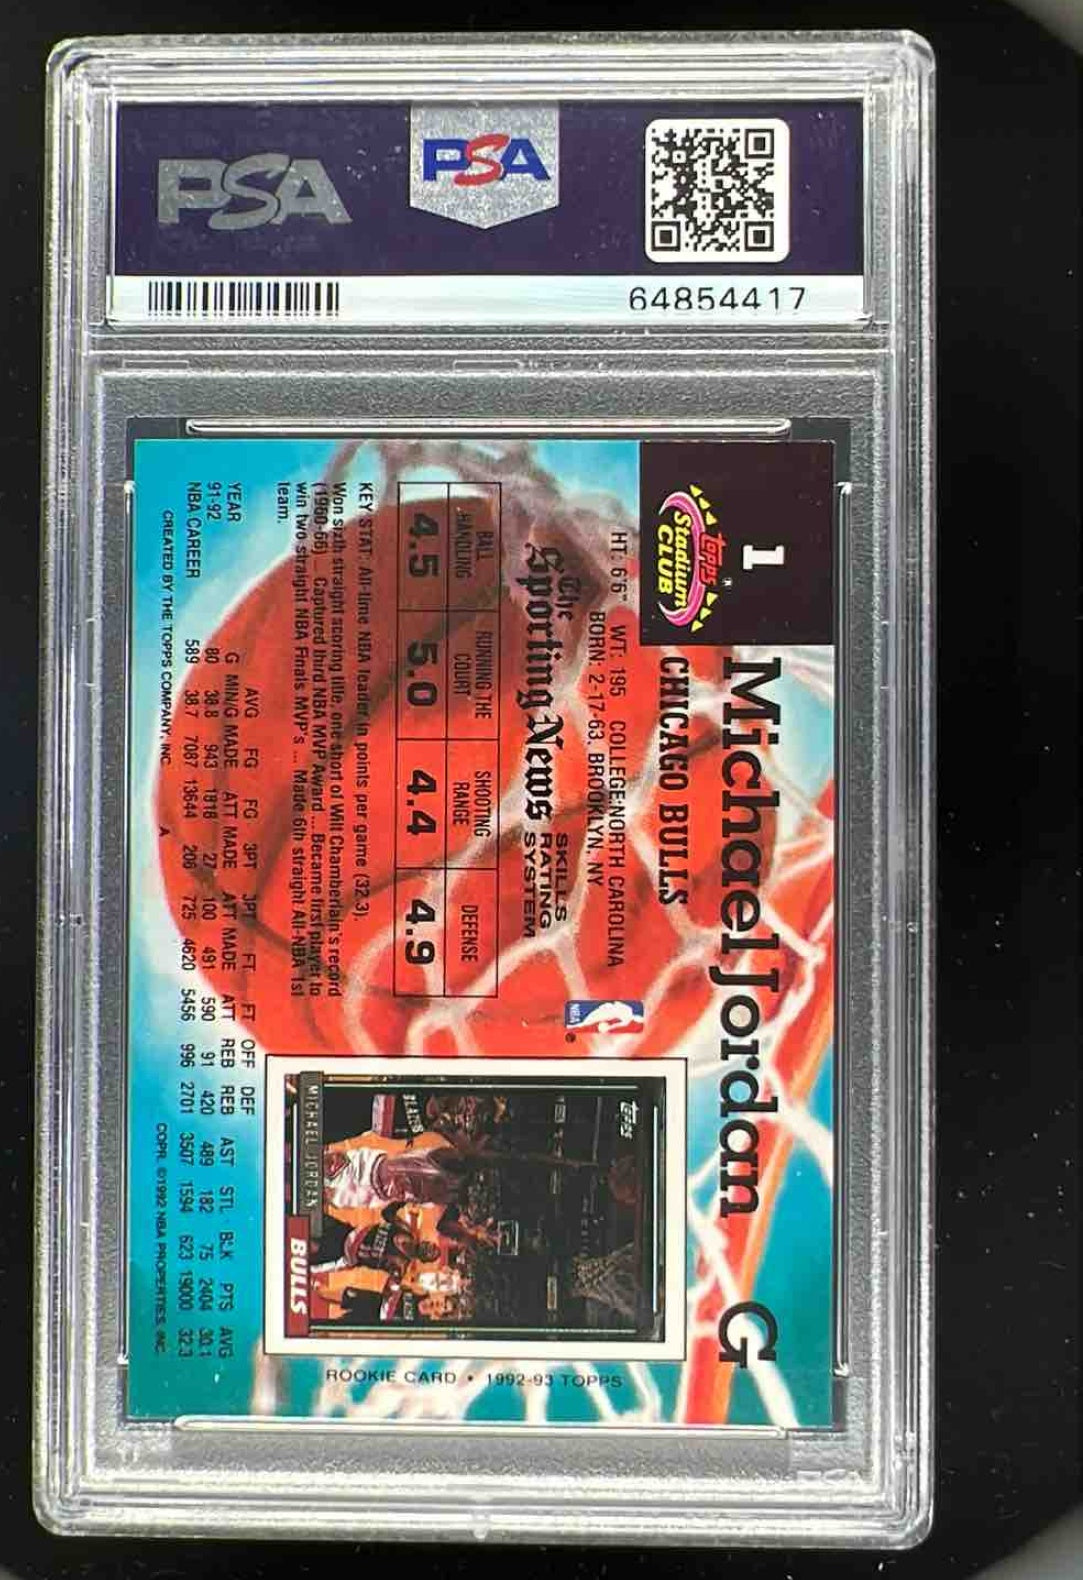 PSA
PSA
64854417
1
Topps
Stadium
CLUB
Michael Jordan G
CHICAGO BULLS
HT: 6'6" WT: 195 COLLEGE:NORTH CAROLINA
BORN: 2-17-63, BROOKLYN, NY
The
Sporting News
SKILLS
RATING
SYSTEM
NBA
BALL HANDLING RUNNING THE COURT SHOOTING RANGE DEFENSE
4.5 5.0 4.4 4.9
KEY STAT: All-time NBA leader in points per game (32.3).
Won sixth straight scoring title, one short of Wilt Chamberlain's record
(1960-66) ... Captured third NBA MVP Award ... Became first player to
win two straight NBA Finals MVP's ... Made 6th straight All-NBA 1st
team.
Topps
BLAZERS
MICHAEL JORDAN
BULLS
ROOKIE CARD • 1992-93 TOPPS
AVG FG FG 3PT 3PT FT FT OFF DEF
YEAR G MIN/G MADE ATT MADE ATT MADE ATT REB REB AST STL BLK PTS AVG
91-92 80 38.8 943 1818 27 100 491 590 91 420 489 182 75 2404 30.1
NBA CAREER 589 38.7 7087 13644 206 725 4620 5456 996 2701 3507 1594 623 19000 32.3
CREATED BY THE TOPPS COMPANY, INC. A COPR. ©1992 NBA PROPERTIES, INC.